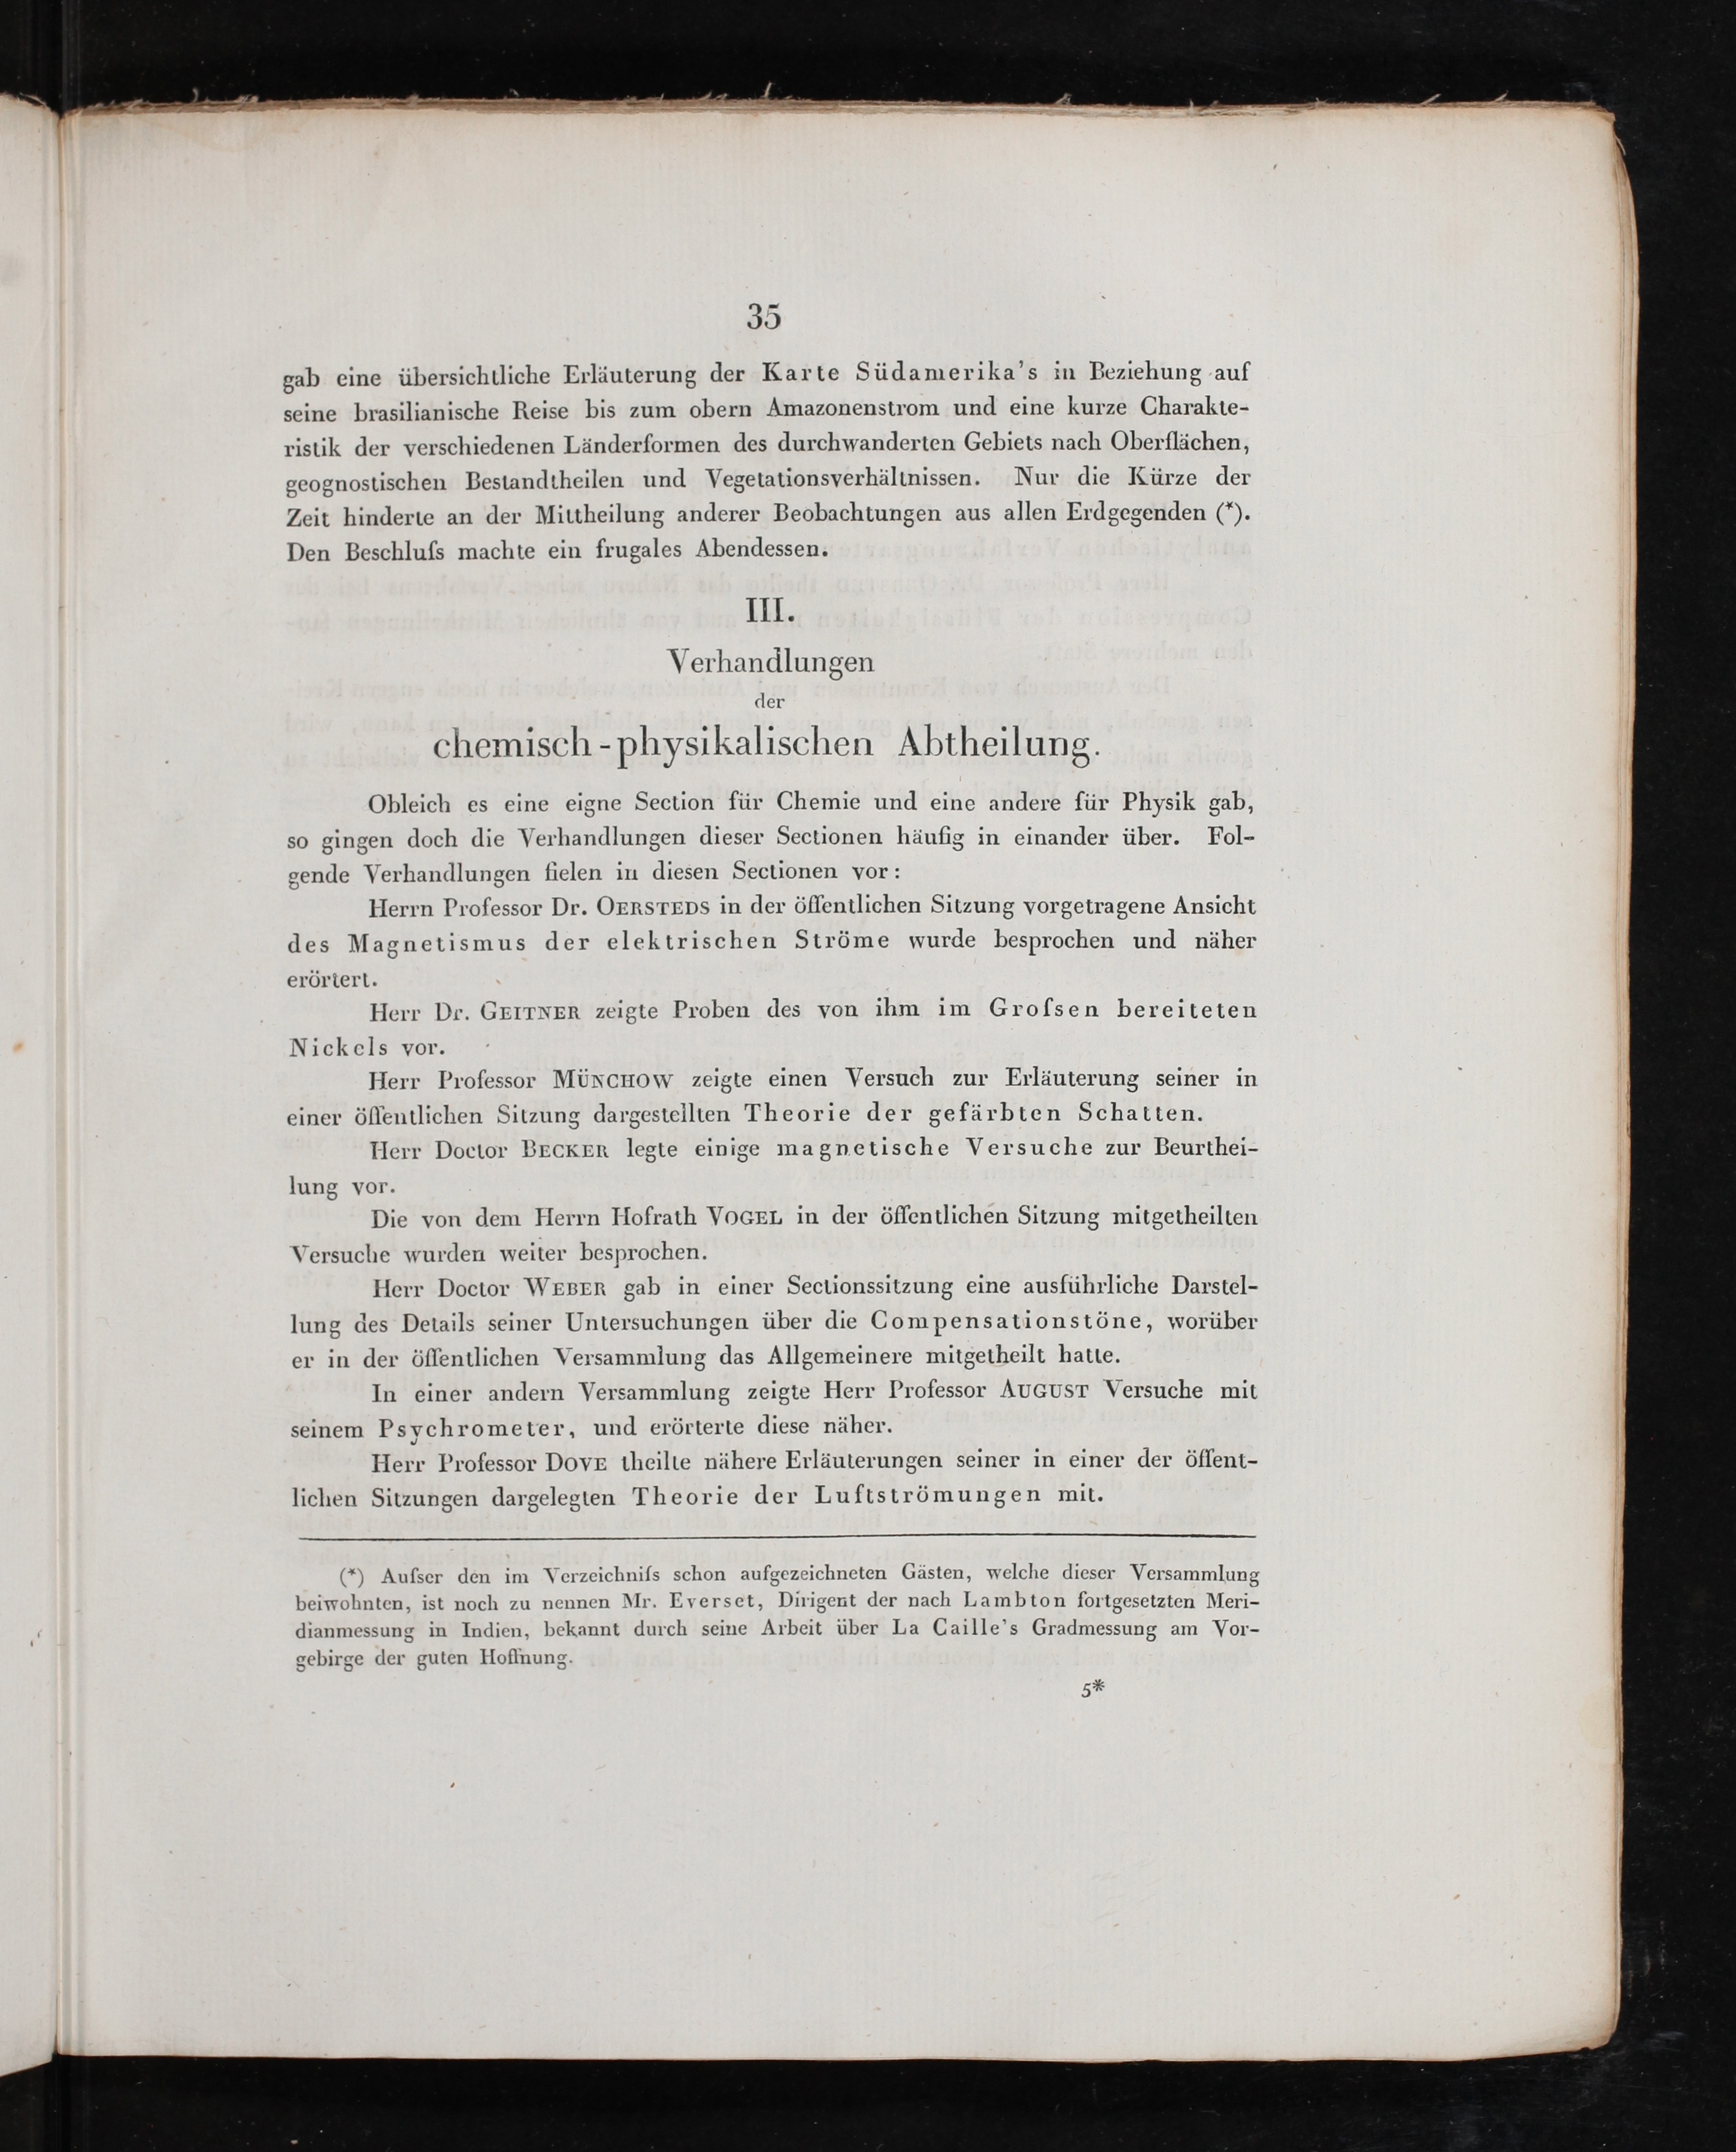 35
gab eine übersichtliche Erläuterung der Karte Südamerika's in Beziehung auf
seine brasilianische Reise bis zum obern Amazonenstrom und eine kurze Charakte-
ristik der verschiedenen Länderformen des durchwanderten Gebiets nach Oberflächen,
geognostischen Bestandtheilen und Vegetationsverhältnissen. Nur die Kürze der
Zeit hinderte an der Mittheilung anderer Beobachtungen aus allen Erdgegenden (*).
Den Beschluſs machte ein frugales Abendessen.
III.
Verhandlungen
der
chemisch-physikalischen Abtheilung.
Obleich es eine eigne Section für Chemie und eine andere für Physik gab,
so gingen doch die Verhandlungen dieser Sectionen häufig in einander über. Fol-
gende Verhandlungen fielen in diesen Sectionen vor:
Herrn Professor Dr. OERSTEDS in der öffentlichen Sitzung vorgetragene Ansicht
des Magnetismus der elektrischen Ströme wurde besprochen und näher
erörtert.
Herr Dr. GEITNER zeigte Proben des von ihm im Groſsen bereiteten
Nickels vor.
Herr Professor MÜNCHOW zeigte einen Versuch zur Erläuterung seiner in
einer öffentlichen Sitzung dargestellten Theorie der gefärbten Schatten.
Herr Doctor BECKER legte einige magnetische Versuche zur Beurthei-
lung vor.
Die von dem Herrn Hofrath VOGEL in der öffentlichen Sitzung mitgetheilten
Versuche wurden weiter besprochen.
Herr Doctor WEBER gab in einer Sectionssitzung eine ausführliche Darstel-
lung des Details seiner Untersuchungen über die Compensationstöne, worüber
er in der öffentlichen Versammlung das Allgemeinere mitgetheilt hatte.
In einer andern Versammlung zeigte Herr Professor AUGUST Versuche mit
seinem Psychrometer, und erörterte diese näher.
Herr Professor DOVE theilte nähere Erläuterungen seiner in einer der öffent-
lichen Sitzungen dargelegten Theorie der Luftströmungen mit.
(*) Auſser den im Verzeichniſs schon aufgezeichneten Gästen, welche dieser Versammlung
beiwohnten, ist noch zu nennen Mr. Everset, Dirigent der nach Lambton fortgesetzten Meri-
dianmessung in Indien, bekannt durch seine Arbeit über La Caille's Gradmessung am Vor-
gebirge der guten Hoffnung.
5*